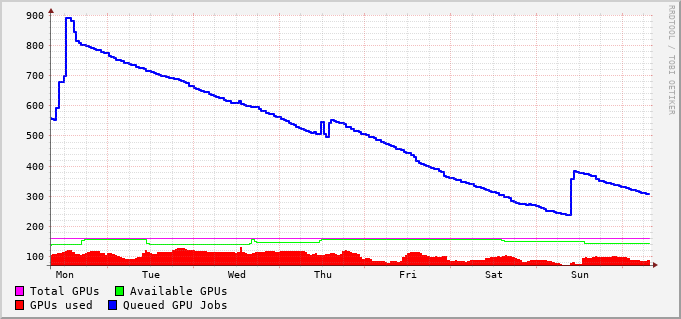 900
800
700
600
500
400
300
200
100
Mon Tue Wed Thu Fri Sat Sun
Total GPUs Available GPUs
GPUs used Queued GPU Jobs
RRDTOOL / TOBI OETIKER